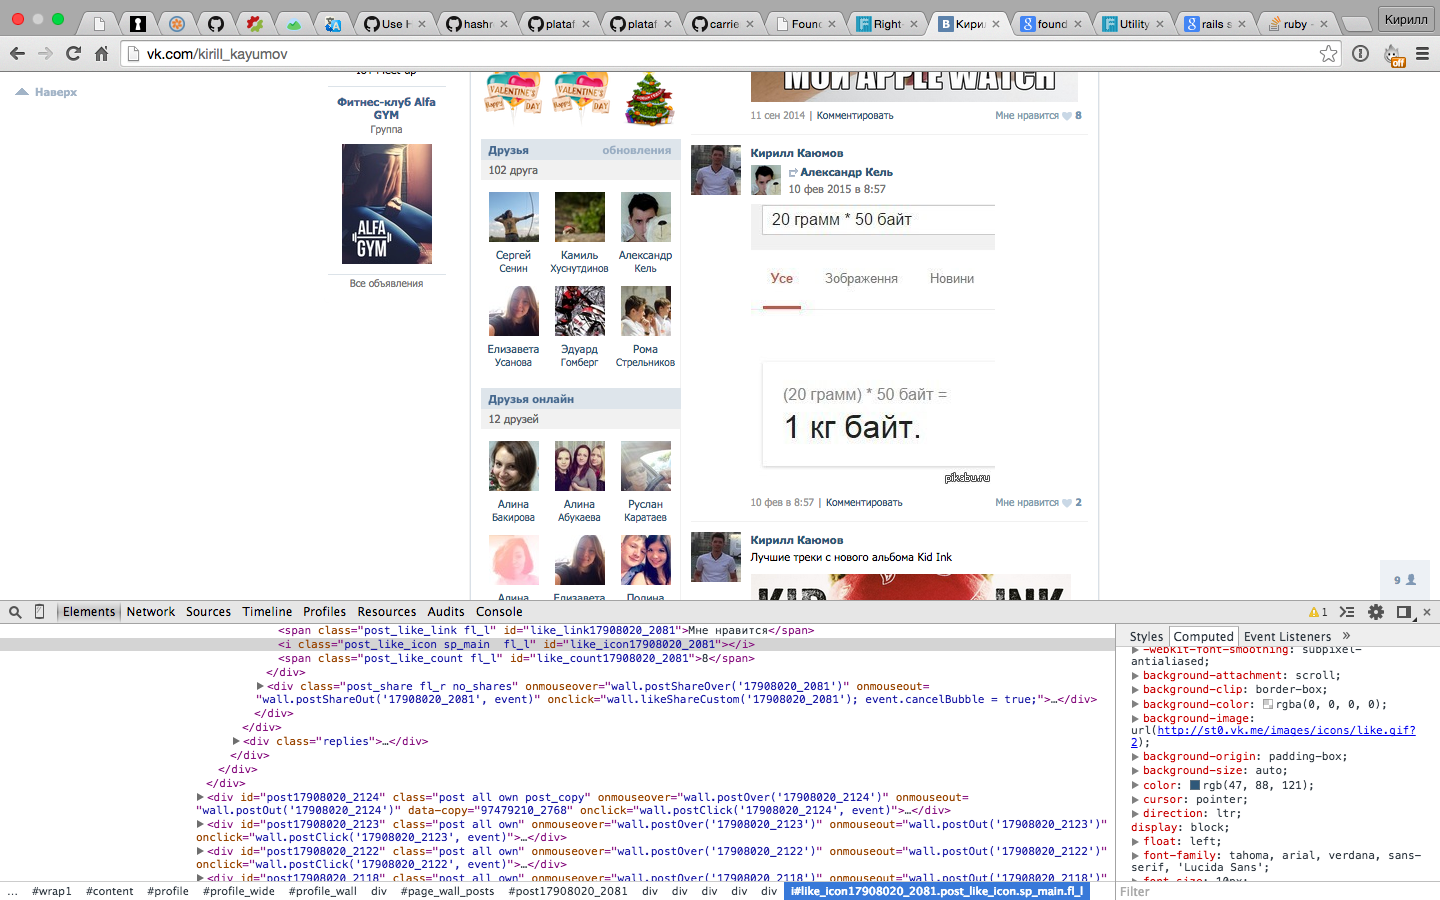 Use H
hashr
plataf
plataf
carrie
Found
Right-
Кирил
found
Utility
rails s
ruby -
Кирилл
vk.com/kirill_kayumov
off
Наверх
Фитнес-клуб Alfa
GYM
Группа
ALFA
GYM
Все объявления
VALENTINE'S
HAPPY DAY
VALENTINE'S
HAPPY DAY
Друзья
обновления
102 друга
Сергей
Сенин
Камиль
Хуснутдинов
Александр
Кель
Елизавета
Усанова
Эдуард
Гомберг
Рома
Стрельников
Друзья онлайн
12 друзей
Алина
Бакирова
Алина
Абукаева
Руслан
Каратаев
Алина
Елизавета
Полина
МОИ APPLE WATCH
11 сен 2014 | Комментировать
Мне нравится 8
Кирилл Каюмов
Александр Кель
10 фев 2015 в 8:57
20 грамм * 50 байт
Усе
Зображення
Новини
(20 грамм) * 50 байт =
1 кг байт.
pikabu.ru
10 фев в 8:57 | Комментировать
Мне нравится 2
Кирилл Каюмов
Лучшие треки с нового альбома Kid Ink
KID INK
9
Elements Network Sources Timeline Profiles Resources Audits Console
1
<span class="post_like_link fl_l" id="like_link17908020_2081">Мне нравится</span>
<i class="post_like_icon sp_main  fl_l" id="like_icon17908020_2081"></i>
<span class="post_like_count fl_l" id="like_count17908020_2081">8</span>
</div>
<div class="post_share fl_r no_shares" onmouseover="wall.postShareOver('17908020_2081')" onmouseout=
"wall.postShareOut('17908020_2081', event)" onclick="wall.likeShareCustom('17908020_2081'); event.cancelBubble = true;">…</div>
</div>
</div>
<div class="replies">…</div>
</div>
</div>
</div>
<div id="post17908020_2124" class="post all own post_copy" onmouseover="wall.postOver('17908020_2124')" onmouseout=
"wall.postOut('17908020_2124')" data-copy="97479210_2768" onclick="wall.postClick('17908020_2124', event)">…</div>
<div id="post17908020_2123" class="post all own" onmouseover="wall.postOver('17908020_2123')" onmouseout="wall.postOut('17908020_2123')"
onclick="wall.postClick('17908020_2123', event)">…</div>
<div id="post17908020_2122" class="post all own" onmouseover="wall.postOver('17908020_2122')" onmouseout="wall.postOut('17908020_2122')"
onclick="wall.postClick('17908020_2122', event)">…</div>
<div id="post17908020_2118" class="post all own" onmouseover="wall.postOver('17908020_2118')" onmouseout="wall.postOut('17908020_2118')"
... #wrap1 #content #profile #profile_wide #profile_wall div #page_wall_posts #post17908020_2081 div div div div div i#like_icon17908020_2081.post_like_icon.sp_main.fl_l
Styles Computed Event Listeners »
-webkit-font-smoothing: subpixel-
antialiased;
background-attachment: scroll;
background-clip: border-box;
background-color: rgba(0, 0, 0, 0);
background-image:
url(http://st0.vk.me/images/icons/like.gif?
2);
background-origin: padding-box;
background-size: auto;
color: rgb(47, 88, 121);
cursor: pointer;
direction: ltr;
display: block;
float: left;
font-family: tahoma, arial, verdana, sans-
serif, 'Lucida Sans';
font-size: 10px;
Filter